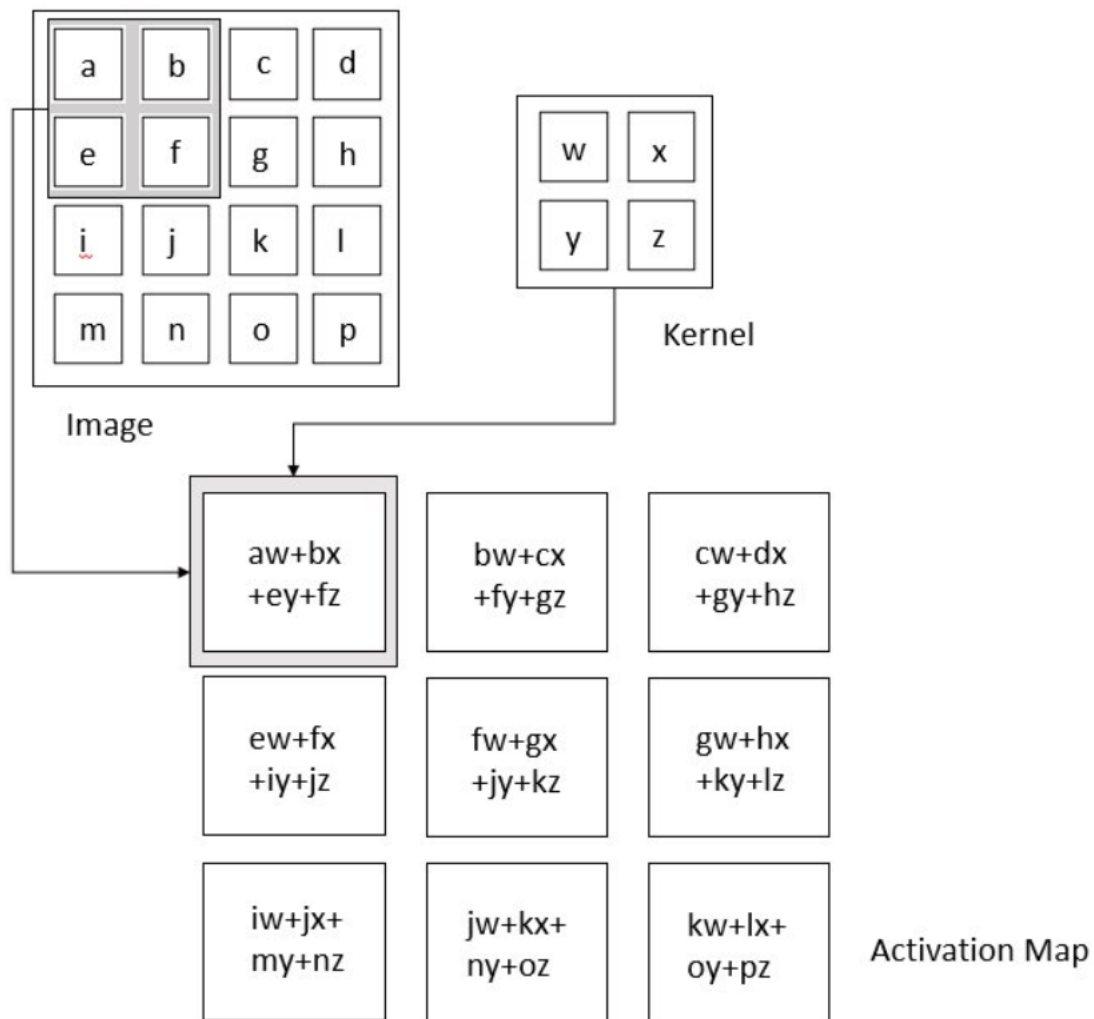 a b c d
e f g h
i j k l
m n o p
Image
w x
y z
Kernel
aw+bx
+ey+fz
bw+cx
+fy+gz
cw+dx
+gy+hz
ew+fx
+iy+jz
fw+gx
+jy+kz
gw+hx
+ky+lz
iw+jx+
my+nz
jw+kx+
ny+oz
kw+lx+
oy+pz
Activation Map